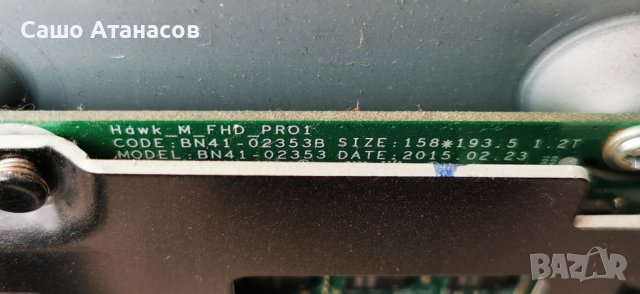 Сашо Атанасов
Hawk_M_FHD_PRO1
CODE:BN41-02353B SIZE:158*193.5 1.2T
MODEL:BN41-02353 DATE:2015.02.23
bazar.bg